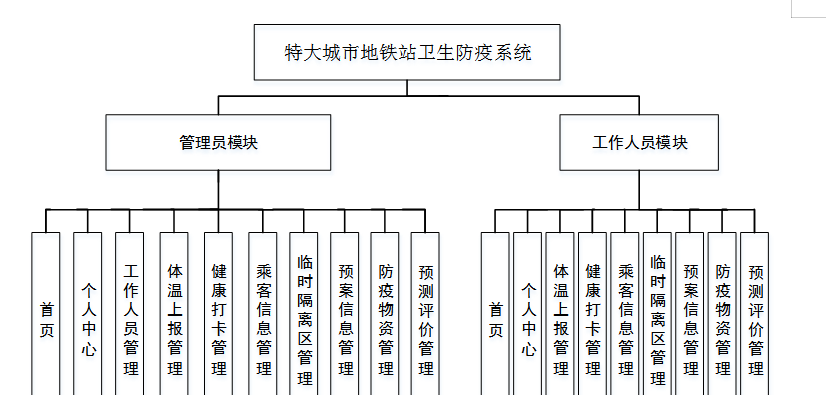 特大城市地铁站卫生防疫系统
管理员模块
工作人员模块
首页
个人中心
工作人员管理
体温上报管理
健康打卡管理
乘客信息管理
临时隔离区管理
预案信息管理
防疫物资管理
预测评价管理
首页
个人中心
体温上报管理
健康打卡管理
乘客信息管理
临时隔离区管理
预案信息管理
防疫物资管理
预测评价管理